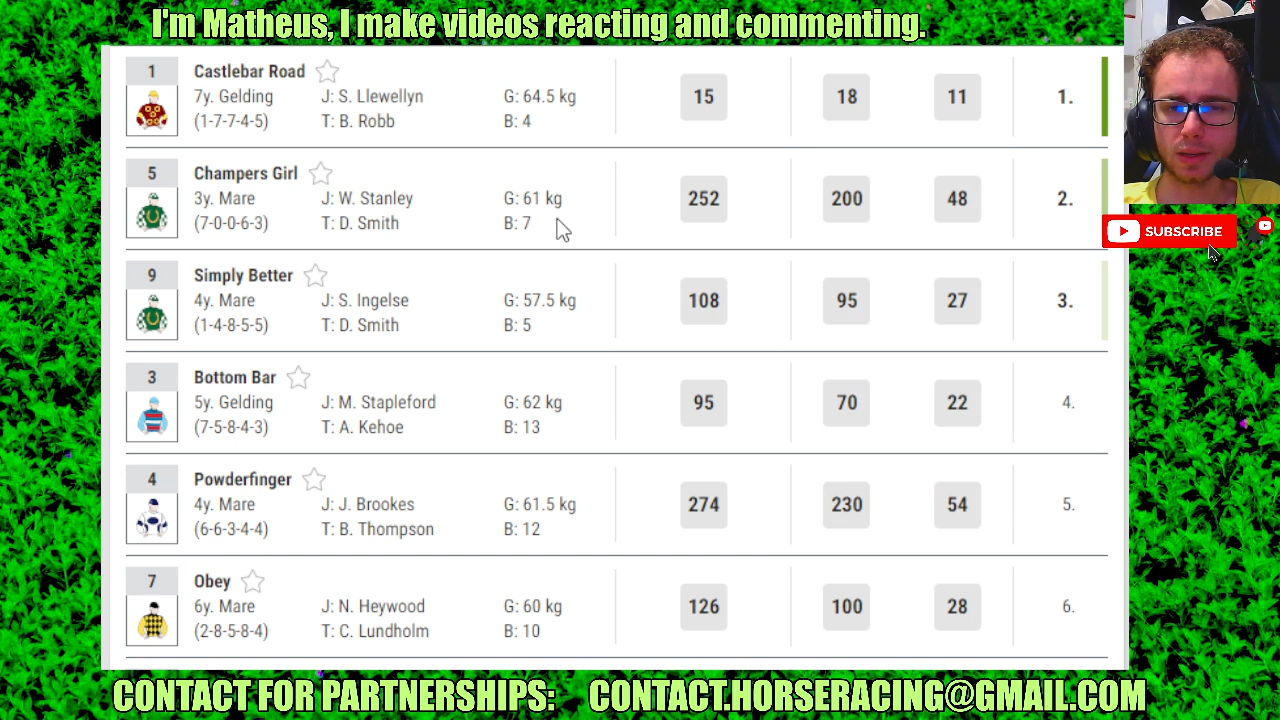 I'm Matheus, I make videos reacting and commenting.
1 Castlebar Road
7y. Gelding J: S. Llewellyn G: 64.5 kg 15 18 11 1.
(1-7-7-4-5) T: B. Robb B: 4
5 Champers Girl
3y. Mare J: W. Stanley G: 61 kg 252 200 48 2.
(7-0-0-6-3) T: D. Smith B: 7
SUBSCRIBE
9 Simply Better
4y. Mare J: S. Ingelse G: 57.5 kg 108 95 27 3.
(1-4-8-5-5) T: D. Smith B: 5
3 Bottom Bar
5y. Gelding J: M. Stapleford G: 62 kg 95 70 22 4.
(7-5-8-4-3) T: A. Kehoe B: 13
4 Powderfinger
4y. Mare J: J. Brookes G: 61.5 kg 274 230 54 5.
(6-6-3-4-4) T: B. Thompson B: 12
7 Obey
6y. Mare J: N. Heywood G: 60 kg 126 100 28 6.
(2-8-5-8-4) T: C. Lundholm B: 10
CONTACT FOR PARTNERSHIPS: CONTACT.HORSERACING@GMAIL.COM